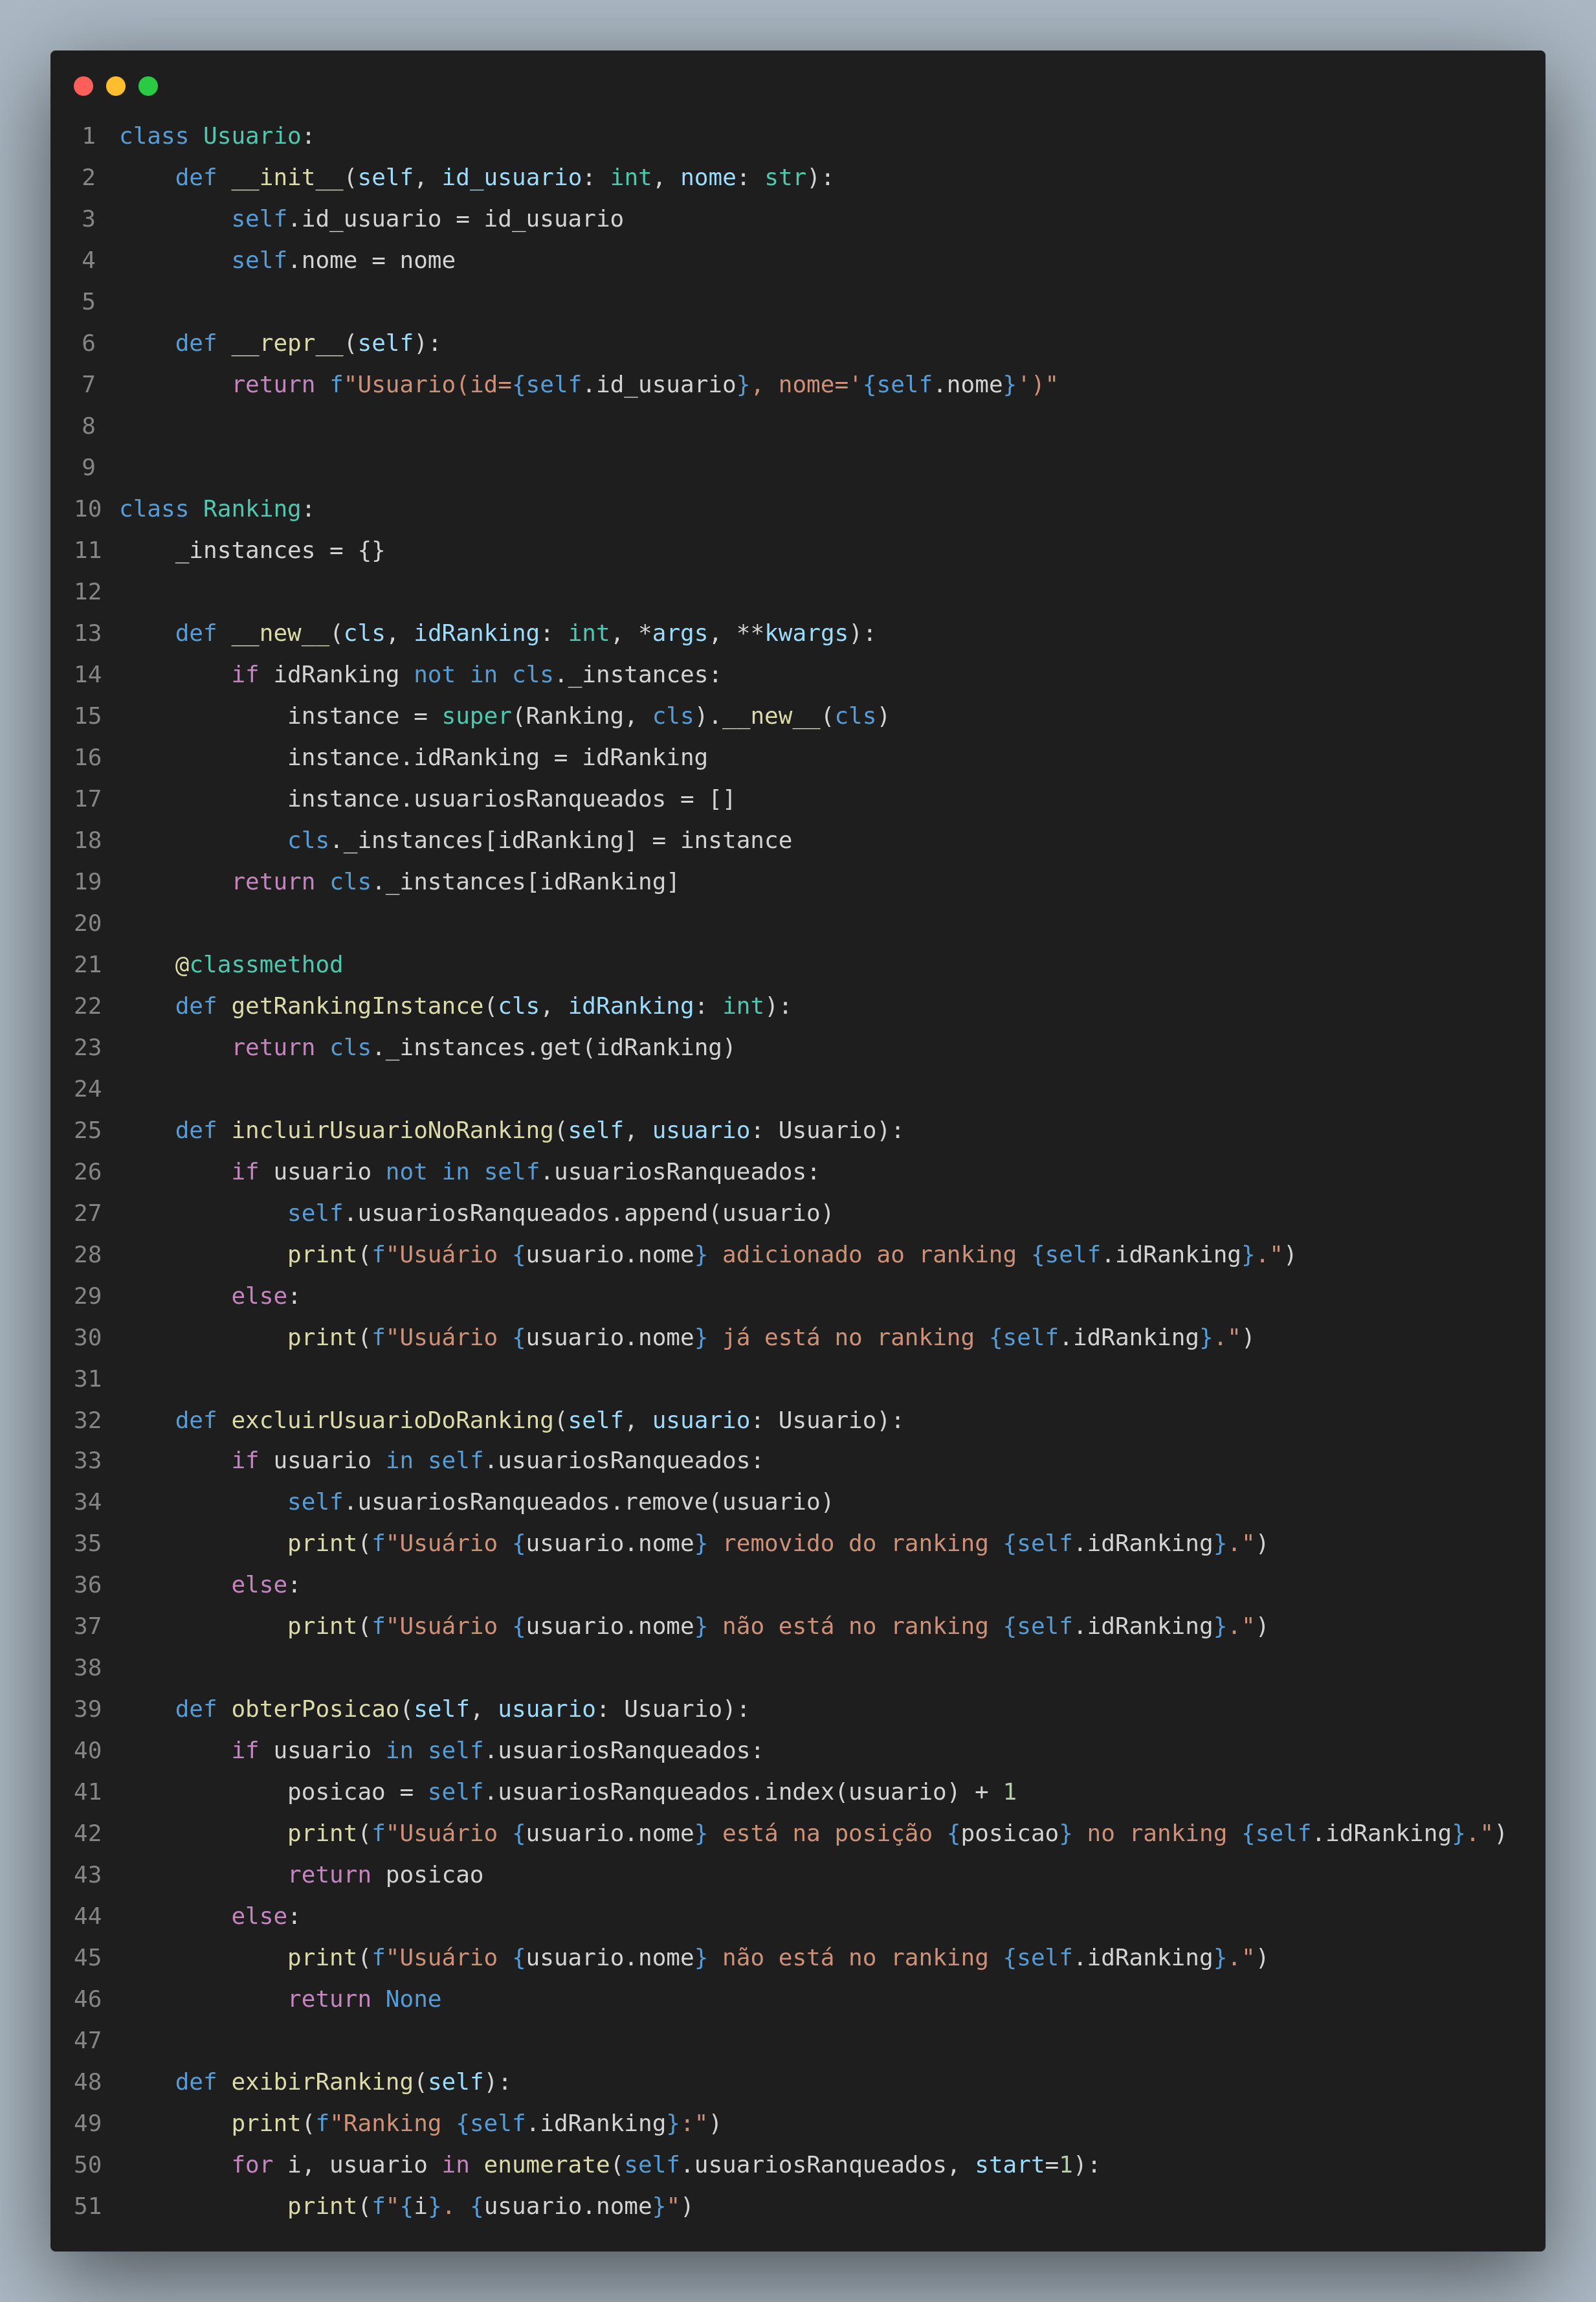 1 class Usuario:
2     def __init__(self, id_usuario: int, nome: str):
3         self.id_usuario = id_usuario
4         self.nome = nome
5
6     def __repr__(self):
7         return f"Usuario(id={self.id_usuario}, nome='{self.nome}')"
8
9
10 class Ranking:
11     _instances = {}
12
13     def __new__(cls, idRanking: int, *args, **kwargs):
14         if idRanking not in cls._instances:
15             instance = super(Ranking, cls).__new__(cls)
16             instance.idRanking = idRanking
17             instance.usuariosRanqueados = []
18             cls._instances[idRanking] = instance
19         return cls._instances[idRanking]
20
21     @classmethod
22     def getRankingInstance(cls, idRanking: int):
23         return cls._instances.get(idRanking)
24
25     def incluirUsuarioNoRanking(self, usuario: Usuario):
26         if usuario not in self.usuariosRanqueados:
27             self.usuariosRanqueados.append(usuario)
28             print(f"Usuário {usuario.nome} adicionado ao ranking {self.idRanking}.")
29         else:
30             print(f"Usuário {usuario.nome} já está no ranking {self.idRanking}.")
31
32     def excluirUsuarioDoRanking(self, usuario: Usuario):
33         if usuario in self.usuariosRanqueados:
34             self.usuariosRanqueados.remove(usuario)
35             print(f"Usuário {usuario.nome} removido do ranking {self.idRanking}.")
36         else:
37             print(f"Usuário {usuario.nome} não está no ranking {self.idRanking}.")
38
39     def obterPosicao(self, usuario: Usuario):
40         if usuario in self.usuariosRanqueados:
41             posicao = self.usuariosRanqueados.index(usuario) + 1
42             print(f"Usuário {usuario.nome} está na posição {posicao} no ranking {self.idRanking}.")
43             return posicao
44         else:
45             print(f"Usuário {usuario.nome} não está no ranking {self.idRanking}.")
46             return None
47
48     def exibirRanking(self):
49         print(f"Ranking {self.idRanking}:")
50         for i, usuario in enumerate(self.usuariosRanqueados, start=1):
51             print(f"{i}. {usuario.nome}")